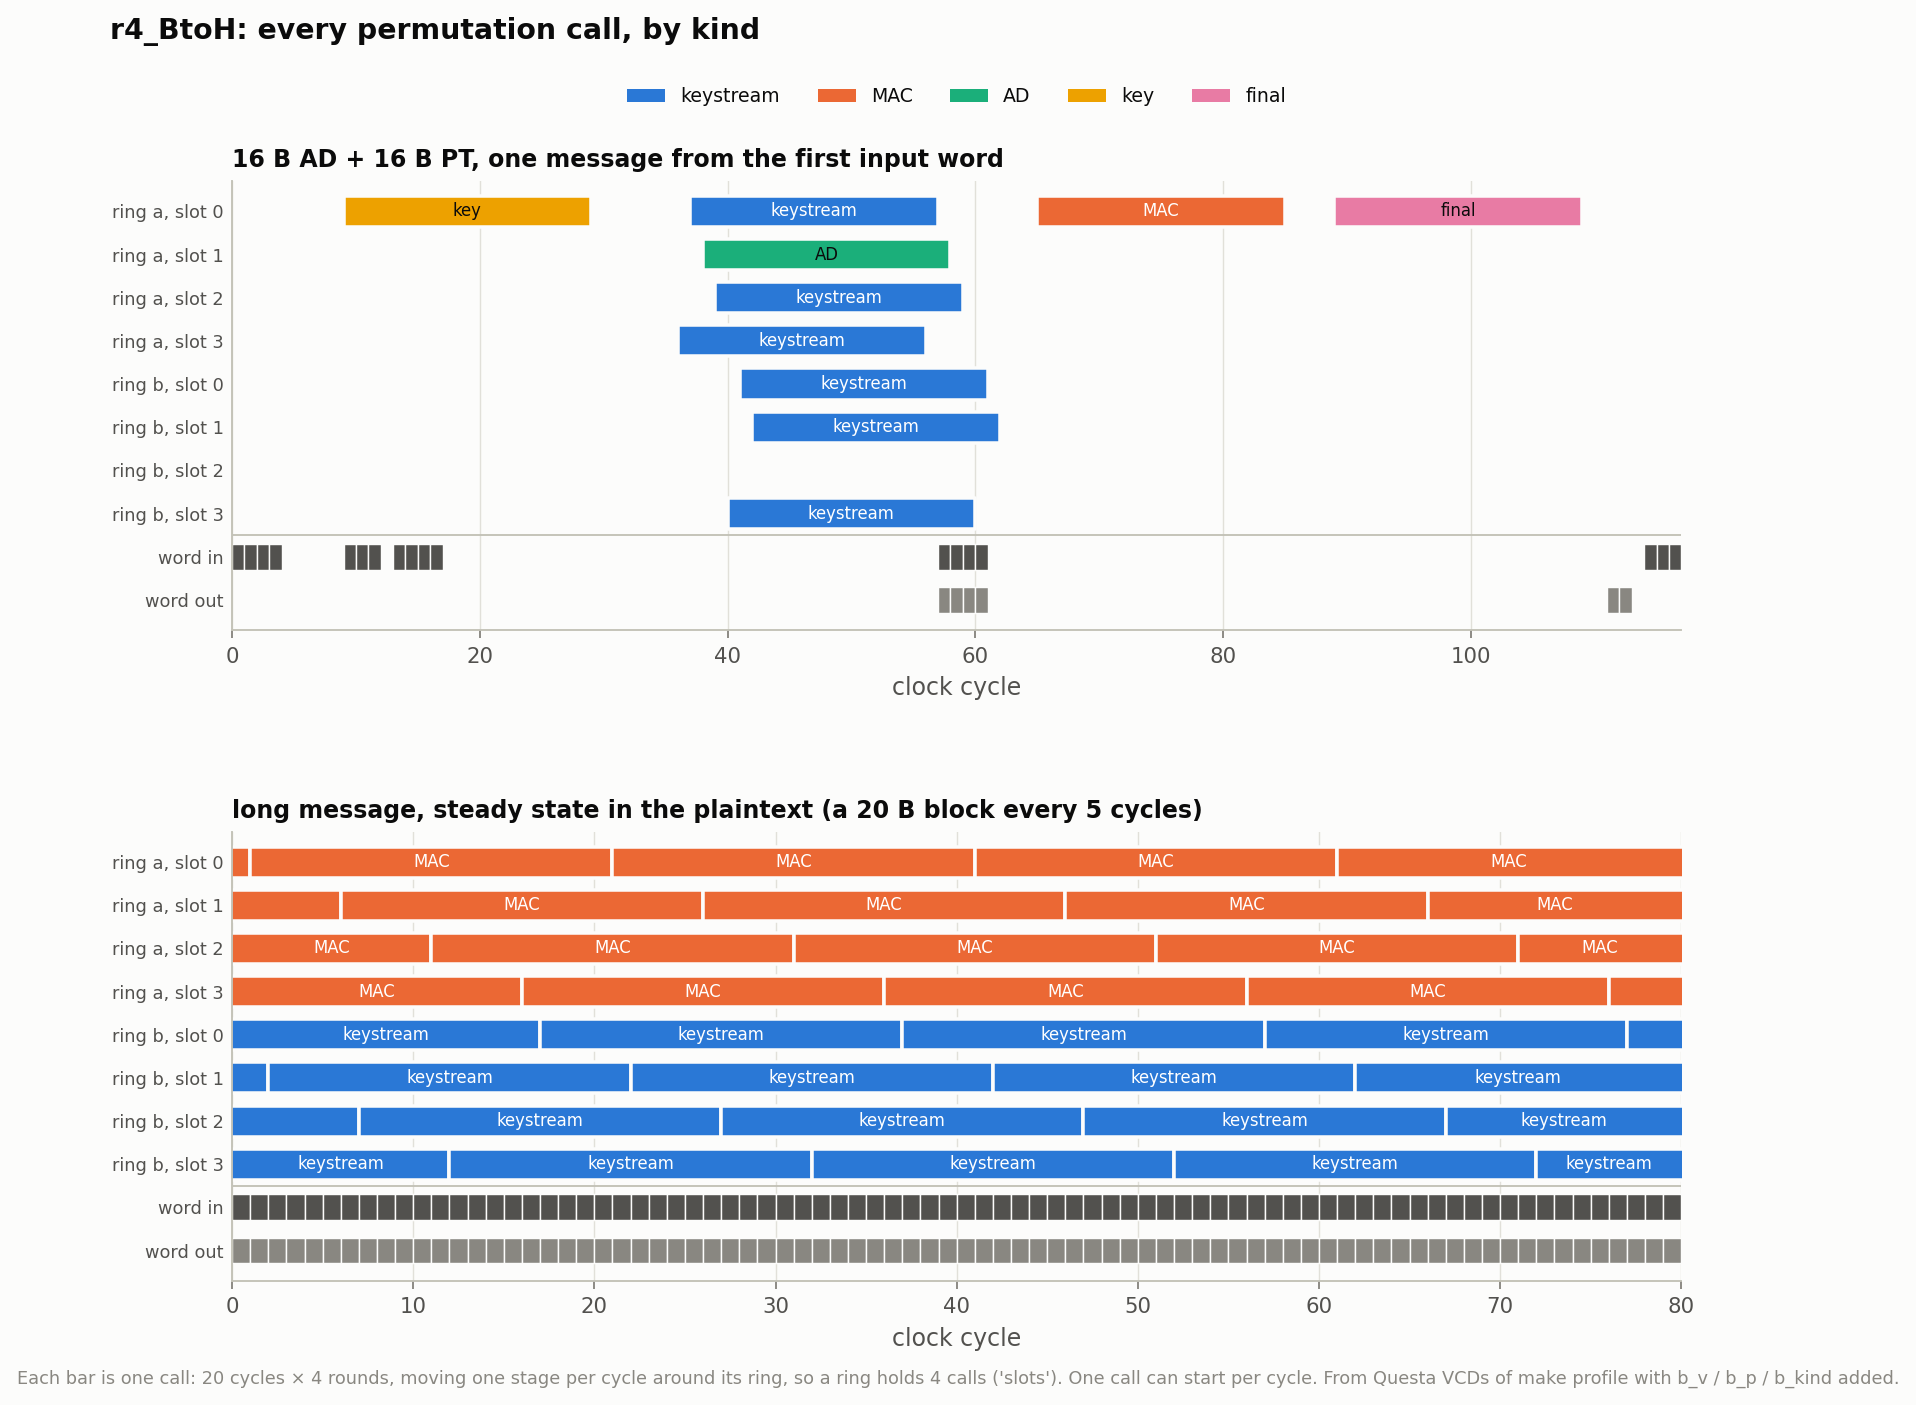 r4_BtoH: every permutation call, by kind
keystream MAC AD key final
16 B AD + 16 B PT, one message from the first input word
ring a, slot 0 key keystream MAC final
ring a, slot 1 AD
ring a, slot 2 keystream
ring a, slot 3 keystream
ring b, slot 0 keystream
ring b, slot 1 keystream
ring b, slot 2
ring b, slot 3 keystream
word in
word out
0 20 40 60 80 100
clock cycle
long message, steady state in the plaintext (a 20 B block every 5 cycles)
ring a, slot 0 MAC MAC MAC MAC
ring a, slot 1 MAC MAC MAC MAC
ring a, slot 2 MAC MAC MAC MAC MAC
ring a, slot 3 MAC MAC MAC MAC
ring b, slot 0 keystream keystream keystream keystream
ring b, slot 1 keystream keystream keystream keystream
ring b, slot 2 keystream keystream keystream keystream
ring b, slot 3 keystream keystream keystream keystream keystream
word in
word out
0 10 20 30 40 50 60 70 80
clock cycle
Each bar is one call: 20 cycles × 4 rounds, moving one stage per cycle around its ring, so a ring holds 4 calls ('slots'). One call can start per cycle. From Questa VCDs of make profile with b_v / b_p / b_kind added.